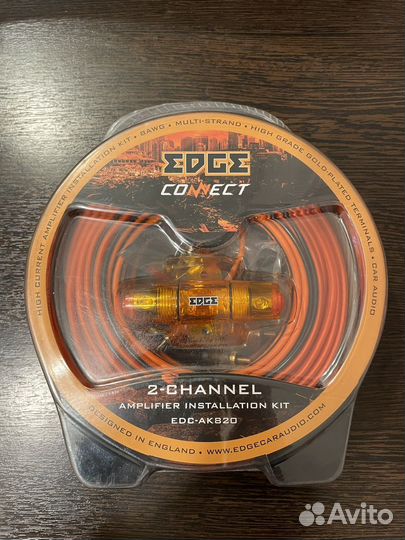 HIGH CURRENT AMPLIFIER INSTALLATION KIT • 8AWG • MULTI-STRAND • HIGH GRADE GOLD-PLATED TERMINALS • CAR AUDIO
EDGE
CONNECT
EDGE
2-CHANNEL
AMPLIFIER INSTALLATION KIT
EDC-AK820
DESIGNED IN ENGLAND • WWW.EDGECARAUDIO.COM
Avito